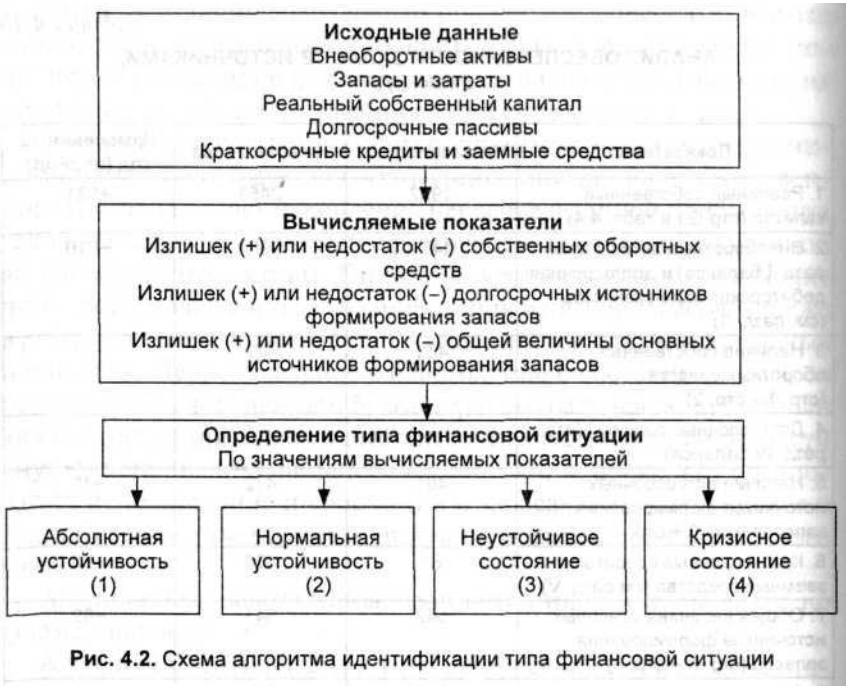 Исходные данные
Внеоборотные активы
Запасы и затраты
Реальный собственный капитал
Долгосрочные пассивы
Краткосрочные кредиты и заемные средства
Вычисляемые показатели
Излишек (+) или недостаток (–) собственных оборотных
средств
Излишек (+) или недостаток (–) долгосрочных источников
формирования запасов
Излишек (+) или недостаток (–) общей величины основных
источников формирования запасов
Определение типа финансовой ситуации
По значениям вычисляемых показателей
Абсолютная
устойчивость
(1)
Нормальная
устойчивость
(2)
Неустойчивое
состояние
(3)
Кризисное
состояние
(4)
Рис. 4.2. Схема алгоритма идентификации типа финансовой ситуации